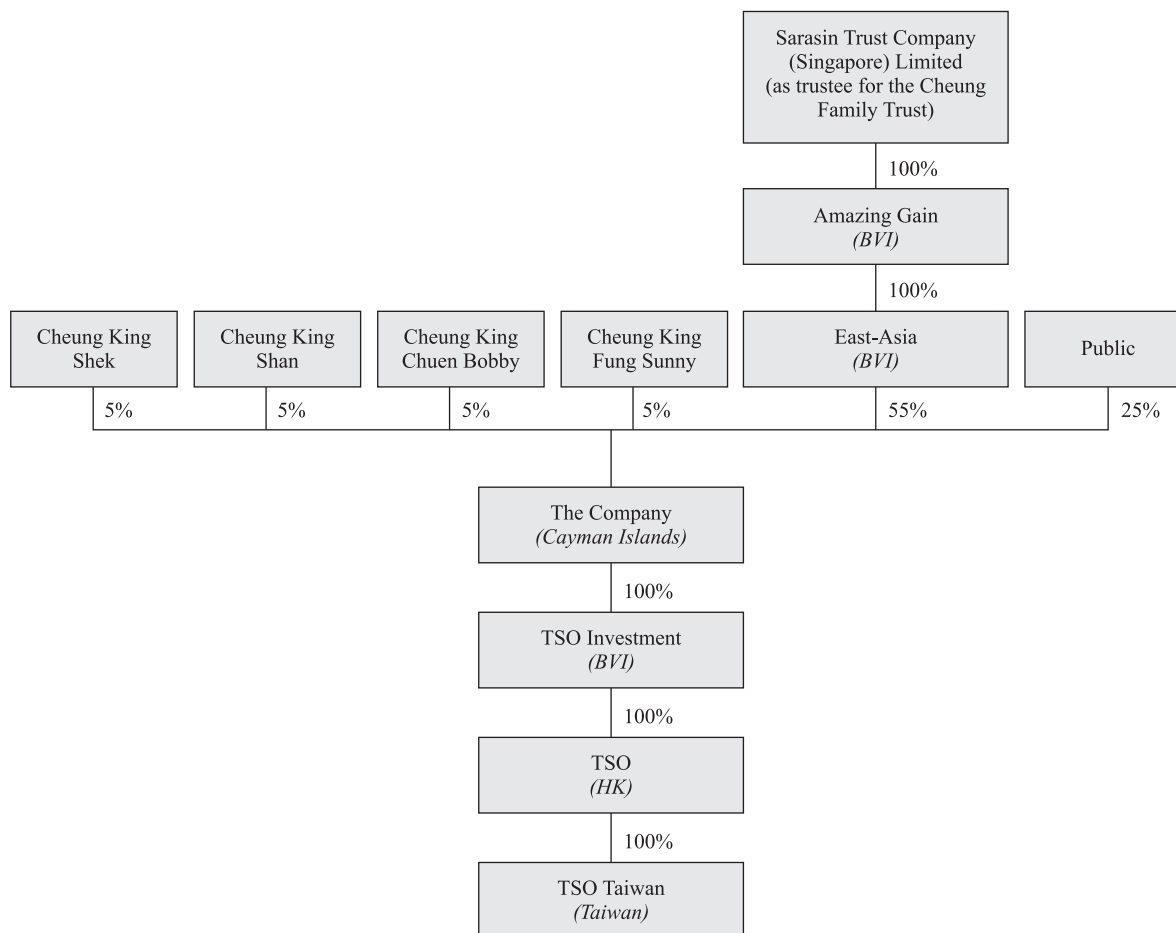 Sarasin Trust Company
(Singapore) Limited
(as trustee for the Cheung
Family Trust)
100%
Amazing Gain
(BVI)
100%
Cheung King
Shek
Cheung King
Shan
Cheung King
Chuen Bobby
Cheung King
Fung Sunny
East-Asia
(BVI)
Public
5%
5%
5%
5%
55%
25%
The Company
(Cayman Islands)
100%
TSO Investment
(BVI)
100%
TSO
(HK)
100%
TSO Taiwan
(Taiwan)